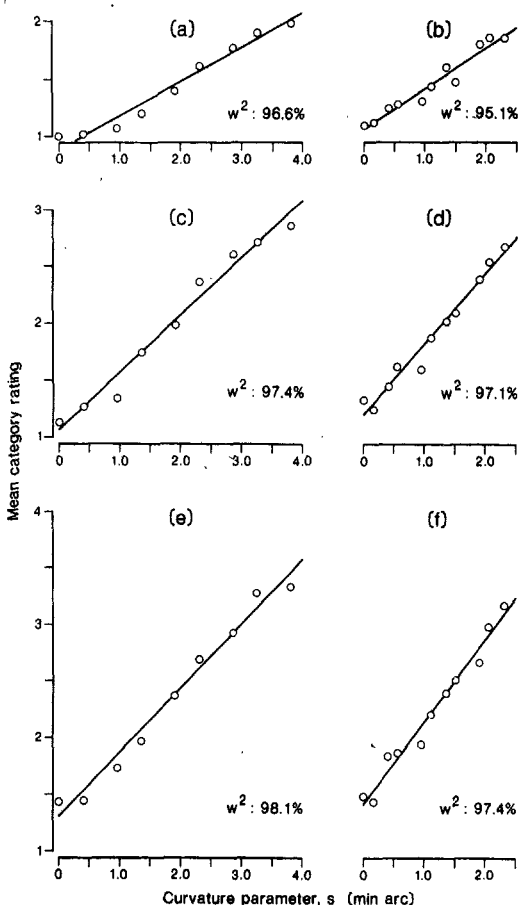 (a)
(b)
2
1
w²: 96.6%
w²: 95.1%
0 1.0 2.0 3.0 4.0
0 1.0 2.0
(c)
(d)
3
2
1
w²: 97.4%
w²: 97.1%
0 1.0 2.0 3.0 4.0
0 1.0 2.0
Mean category rating
(e)
(f)
4
3
2
1
w²: 98.1%
w²: 97.4%
0 1.0 2.0 3.0 4.0
0 1.0 2.0
Curvature parameter, s (min arc)